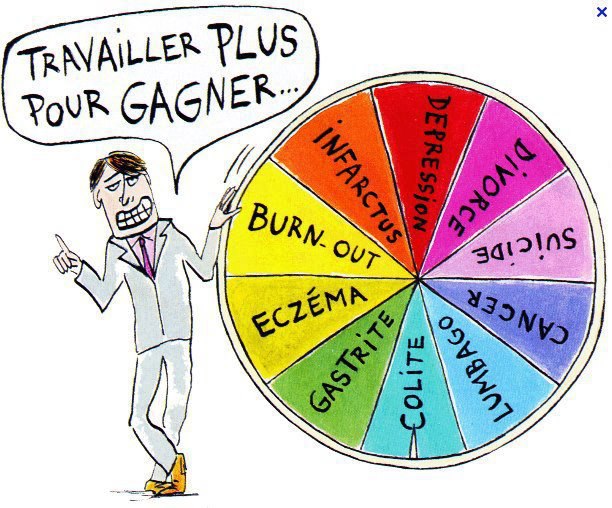 TRAVAILLER PLUS
POUR GAGNER...
DEPRESSION
DIVORCE
SUICIDE
CANCER
LUMBAGO
COLITE
GASTRITE
ECZÉMA
BURN-OUT
INFARCTUS